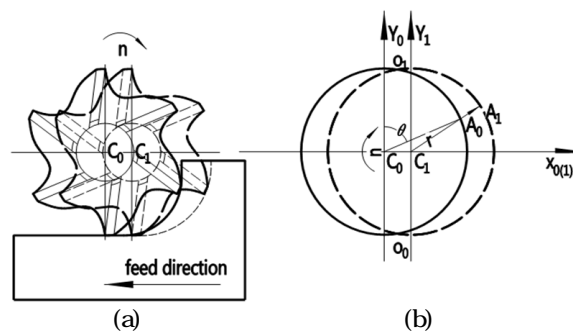 n
C₀ C₁
feed direction
(a)
Y₀ Y₁
O₁
A₀ A₁
θ
r
n
C₀ C₁
X₀₍₁₎
O₀
(b)